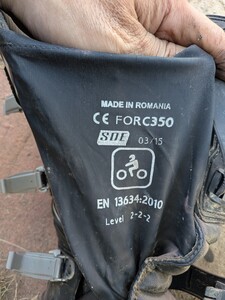 MADE IN ROMANIA
CE FORC350
SDF 03/15
EN 13634:2010
Level 2-2-2